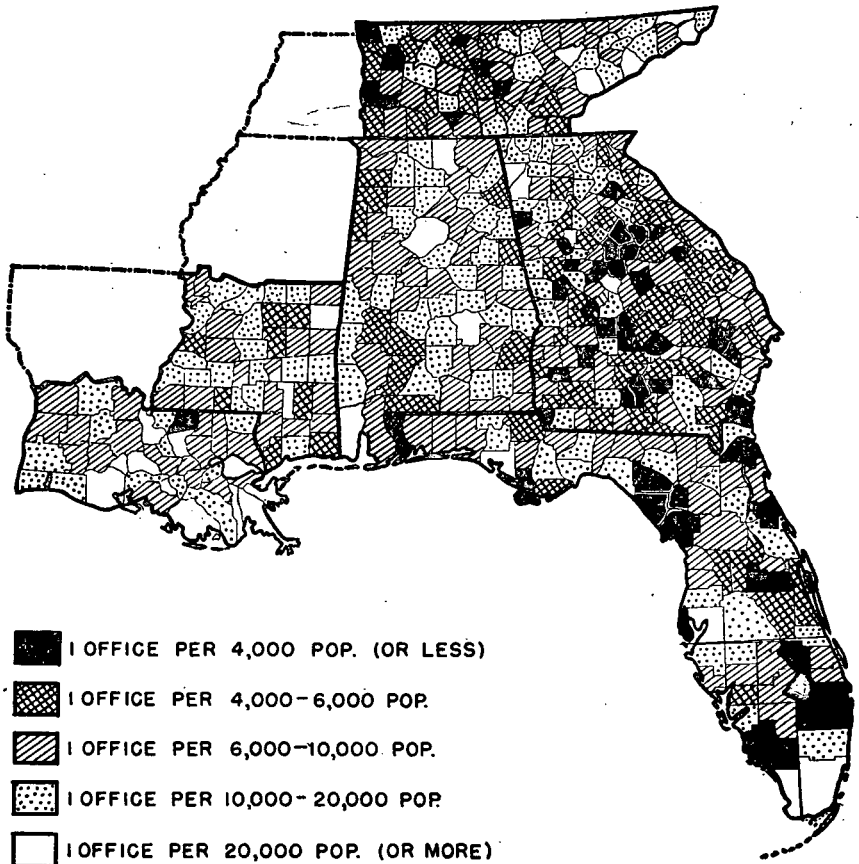 1 OFFICE PER 4,000 POP. (OR LESS)
1 OFFICE PER 4,000-6,000 POP.
1 OFFICE PER 6,000-10,000 POP.
1 OFFICE PER 10,000-20,000 POP.
1 OFFICE PER 20,000 POP. (OR MORE)